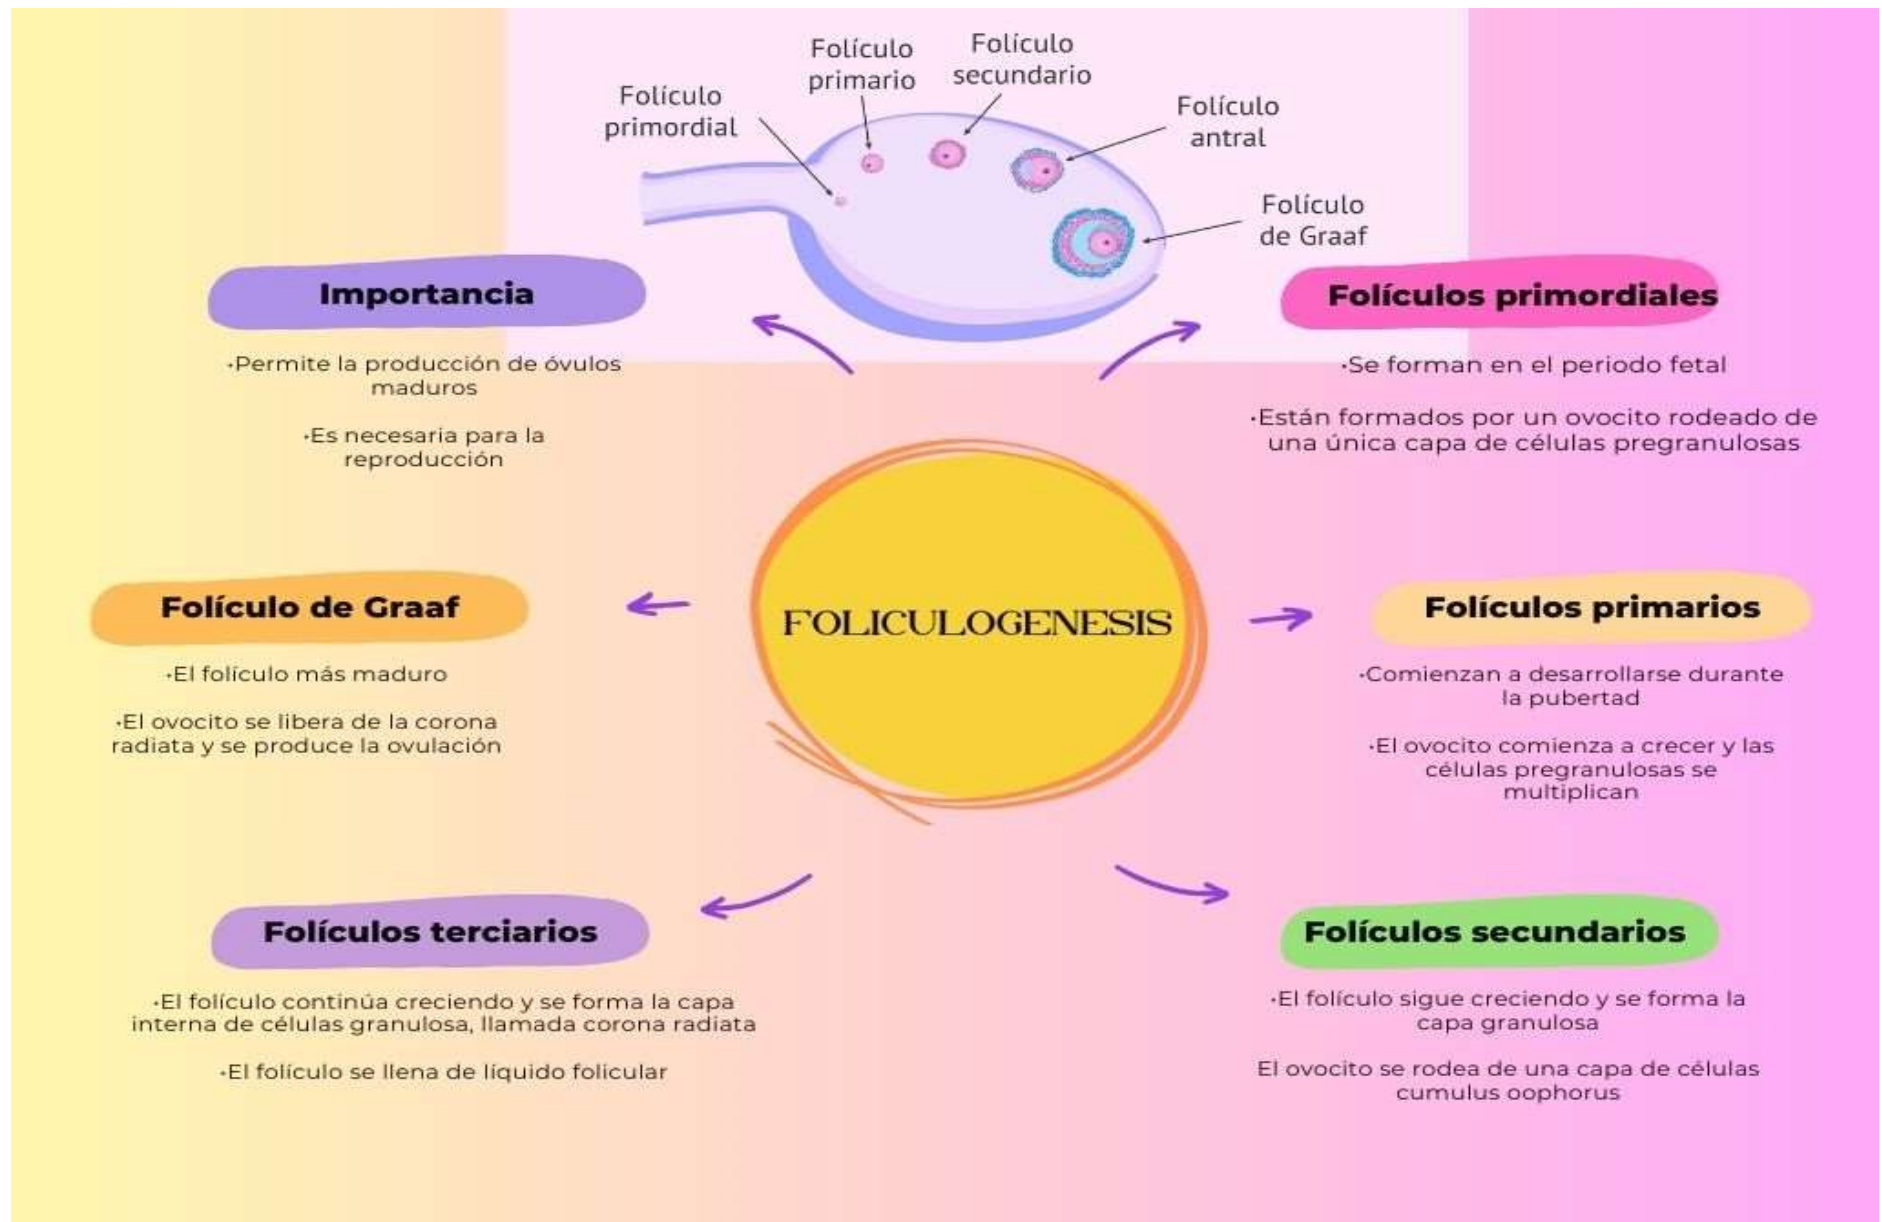 Folículo
primordial
Folículo
primario
Folículo
secundario
Folículo
antral
Folículo
de Graaf
Importancia
•Permite la producción de óvulos
maduros
•Es necesaria para la
reproducción
Folículos primordiales
•Se forman en el periodo fetal
•Están formados por un ovocito rodeado de
una única capa de células pregranulosas
FOLICULOGENESIS
Folículo de Graaf
•El folículo más maduro
•El ovocito se libera de la corona
radiata y se produce la ovulación
Folículos primarios
•Comienzan a desarrollarse durante
la pubertad
•El ovocito comienza a crecer y las
células pregranulosas se
multiplican
Folículos terciarios
•El folículo continúa creciendo y se forma la capa
interna de células granulosa, llamada corona radiata
•El folículo se llena de líquido folicular
Folículos secundarios
•El folículo sigue creciendo y se forma la
capa granulosa
El ovocito se rodea de una capa de células
cumulus oophorus